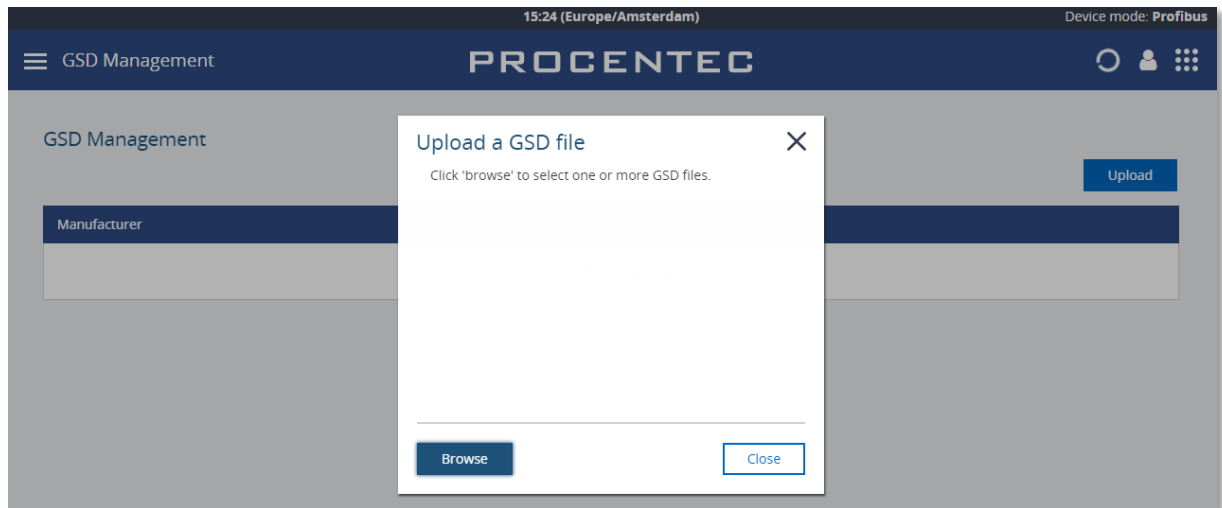 15:24 (Europe/Amsterdam)
Device mode: Profibus
GSD Management
PROCENTEC
GSD Management
Upload
Manufacturer
Upload a GSD file
Click 'browse' to select one or more GSD files.
Browse
Close